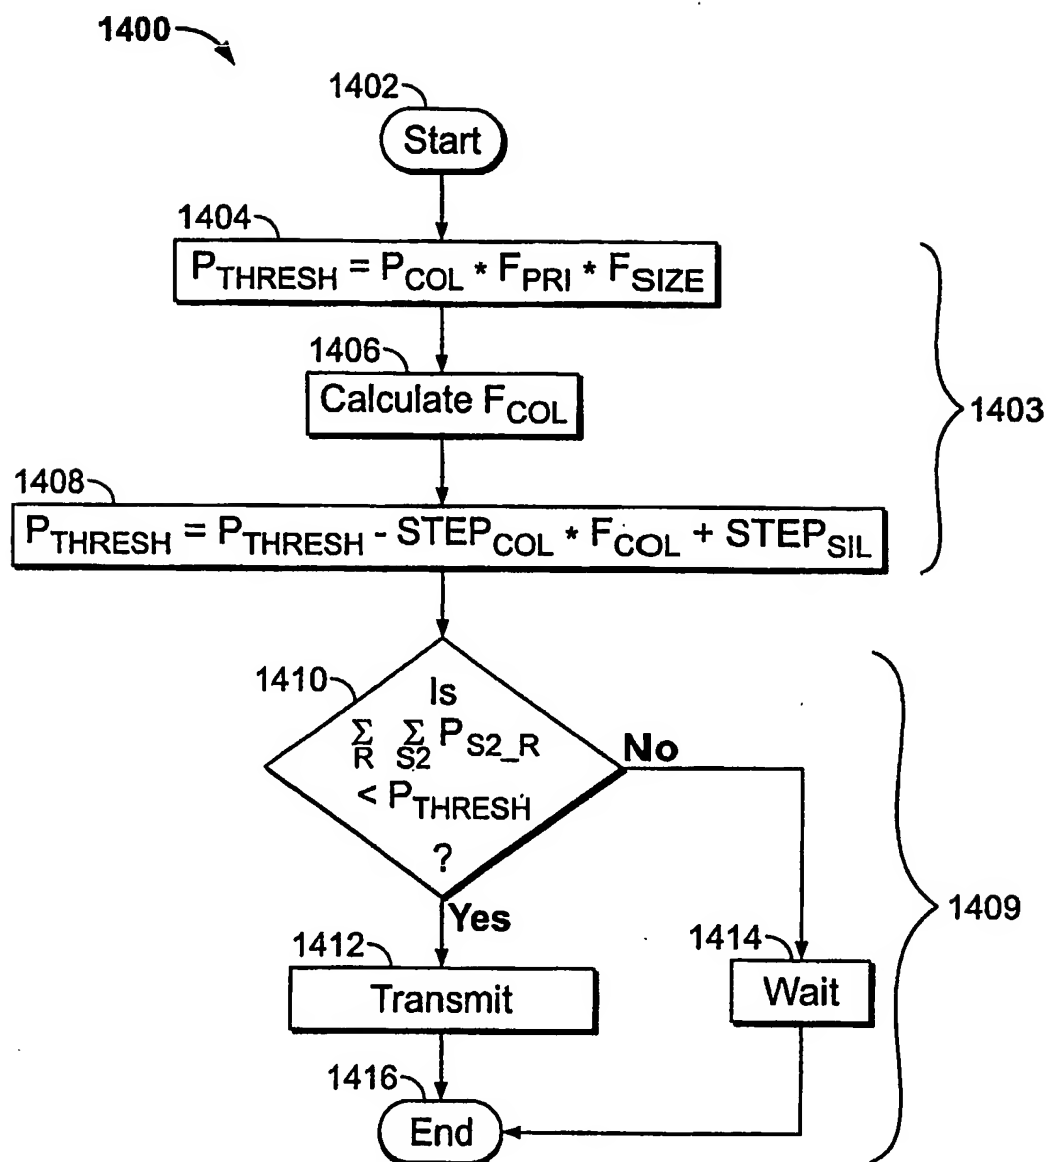 1400
1402
Start
1404
P_THRESH = P_COL * F_PRI * F_SIZE
1406
Calculate F_COL
1403
1408
P_THRESH = P_THRESH - STEP_COL * F_COL + STEP_SIL
1410
Is
Σ_R Σ_S2 P_S2_R
< P_THRESH
?
No
Yes
1409
1412
Transmit
1414
Wait
1416
End